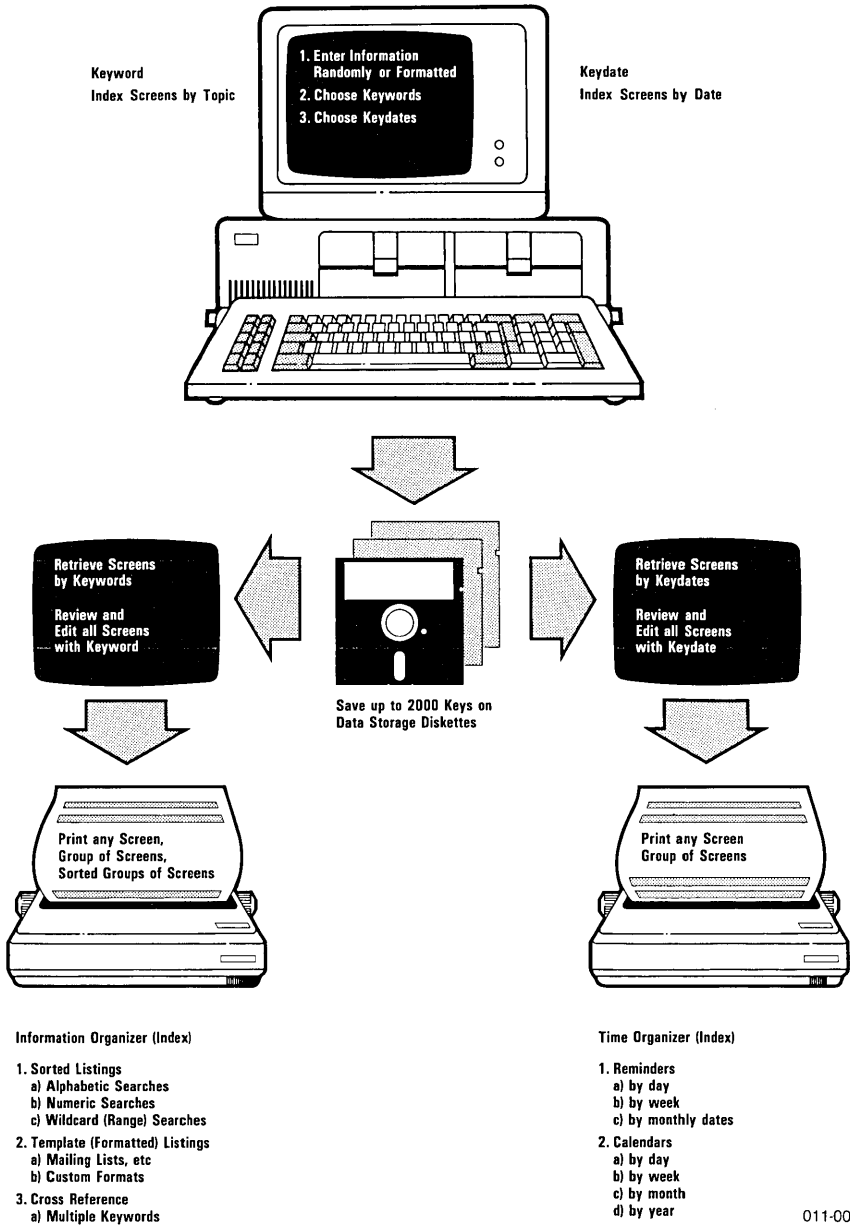 Keyword
Index Screens by Topic
1. Enter Information
Randomly or Formatted
2. Choose Keywords
3. Choose Keydates
Keydate
Index Screens by Date
Retrieve Screens
by Keywords
Review and
Edit all Screens
with Keyword
Save up to 2000 Keys on
Data Storage Diskettes
Retrieve Screens
by Keydates
Review and
Edit all Screens
with Keydate
Print any Screen,
Group of Screens,
Sorted Groups of Screens
Print any Screen
Group of Screens
Information Organizer (Index)
1. Sorted Listings
a) Alphabetic Searches
b) Numeric Searches
c) Wildcard (Range) Searches
2. Template (Formatted) Listings
a) Mailing Lists, etc
b) Custom Formats
3. Cross Reference
a) Multiple Keywords
Time Organizer (Index)
1. Reminders
a) by day
b) by week
c) by monthly dates
2. Calendars
a) by day
b) by week
c) by month
d) by year
011-00